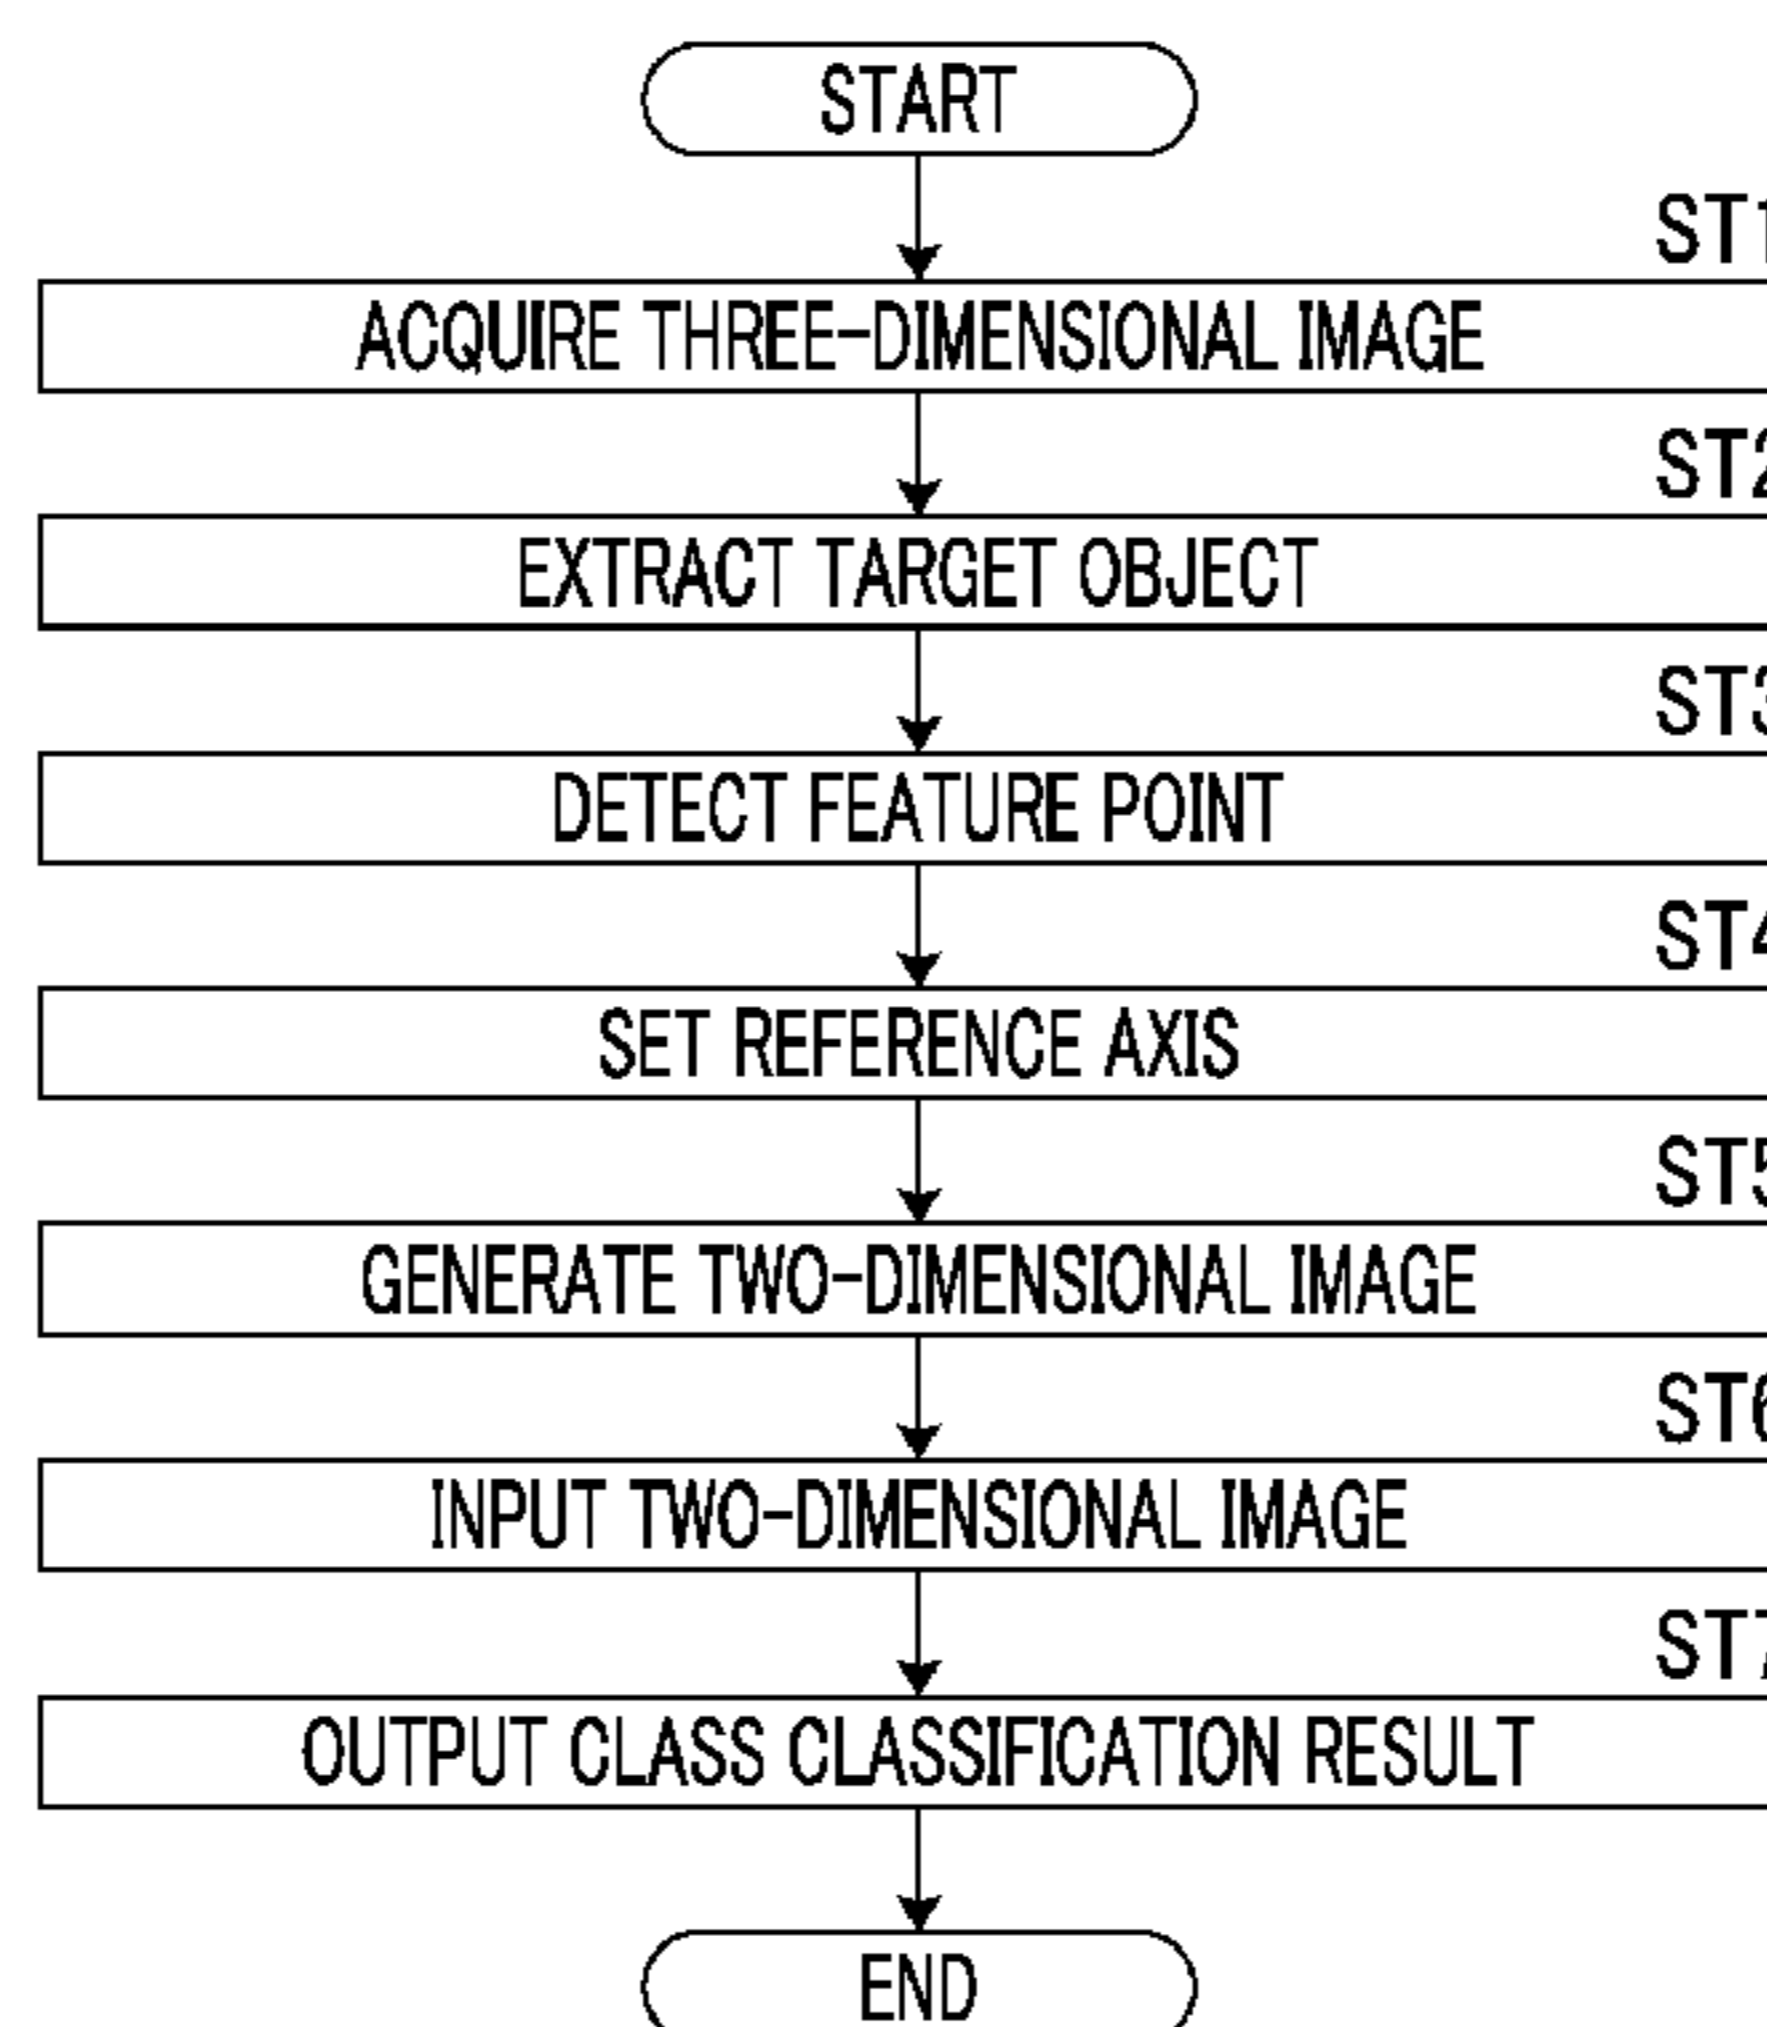 START
ST1
ACQUIRE THREE-DIMENSIONAL IMAGE
ST2
EXTRACT TARGET OBJECT
ST3
DETECT FEATURE POINT
ST4
SET REFERENCE AXIS
ST5
GENERATE TWO-DIMENSIONAL IMAGE
ST6
INPUT TWO-DIMENSIONAL IMAGE
ST7
OUTPUT CLASS CLASSIFICATION RESULT
END